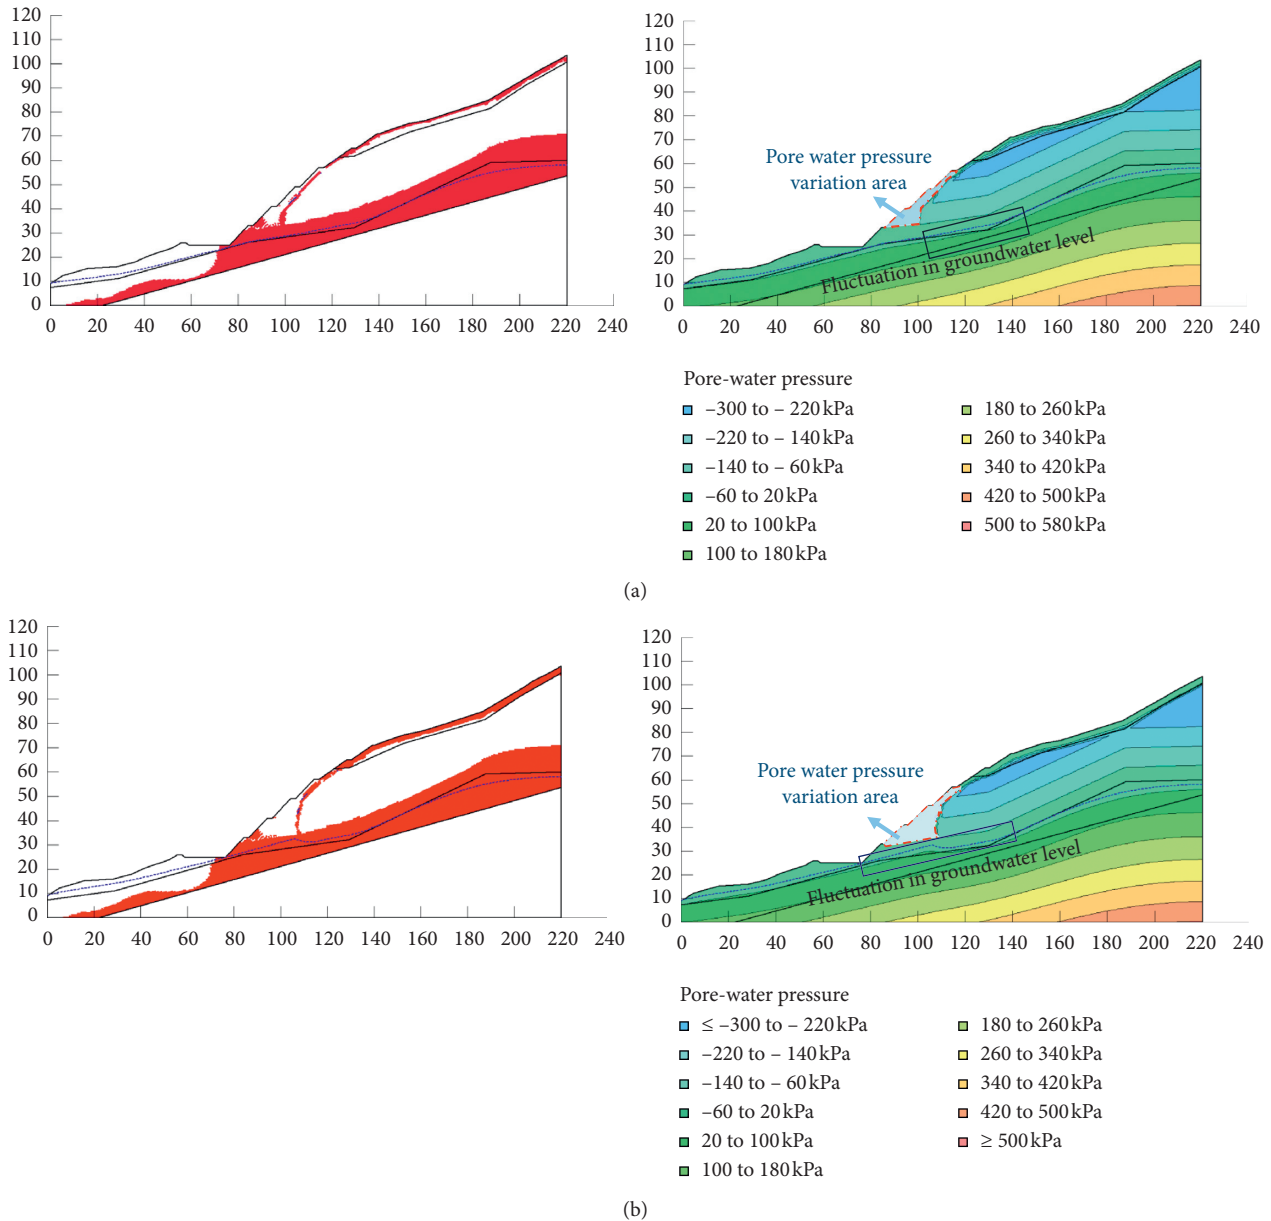 120
110
100
90
80
70
60
50
40
30
20
10
0
0 20 40 60 80 100 120 140 160 180 200 220 240
120
110
100
90
80
70
60
50
40
30
20
10
0
Pore water pressure
variation area
Fluctuation in groundwater level
0 20 40 60 80 100 120 140 160 180 200 220 240
Pore-water pressure
–300 to – 220 kPa
–220 to – 140 kPa
–140 to – 60 kPa
–60 to 20 kPa
20 to 100 kPa
100 to 180 kPa
180 to 260 kPa
260 to 340 kPa
340 to 420 kPa
420 to 500 kPa
500 to 580 kPa
(a)
120
110
100
90
80
70
60
50
40
30
20
10
0
0 20 40 60 80 100 120 140 160 180 200 220 240
120
110
100
90
80
70
60
50
40
30
20
10
0
Pore water pressure
variation area
Fluctuation in groundwater level
0 20 40 60 80 100 120 140 160 180 200 220 240
Pore-water pressure
≤ –300 to – 220 kPa
–220 to – 140 kPa
–140 to – 60 kPa
–60 to 20 kPa
20 to 100 kPa
100 to 180 kPa
180 to 260 kPa
260 to 340 kPa
340 to 420 kPa
420 to 500 kPa
≥ 500 kPa
(b)